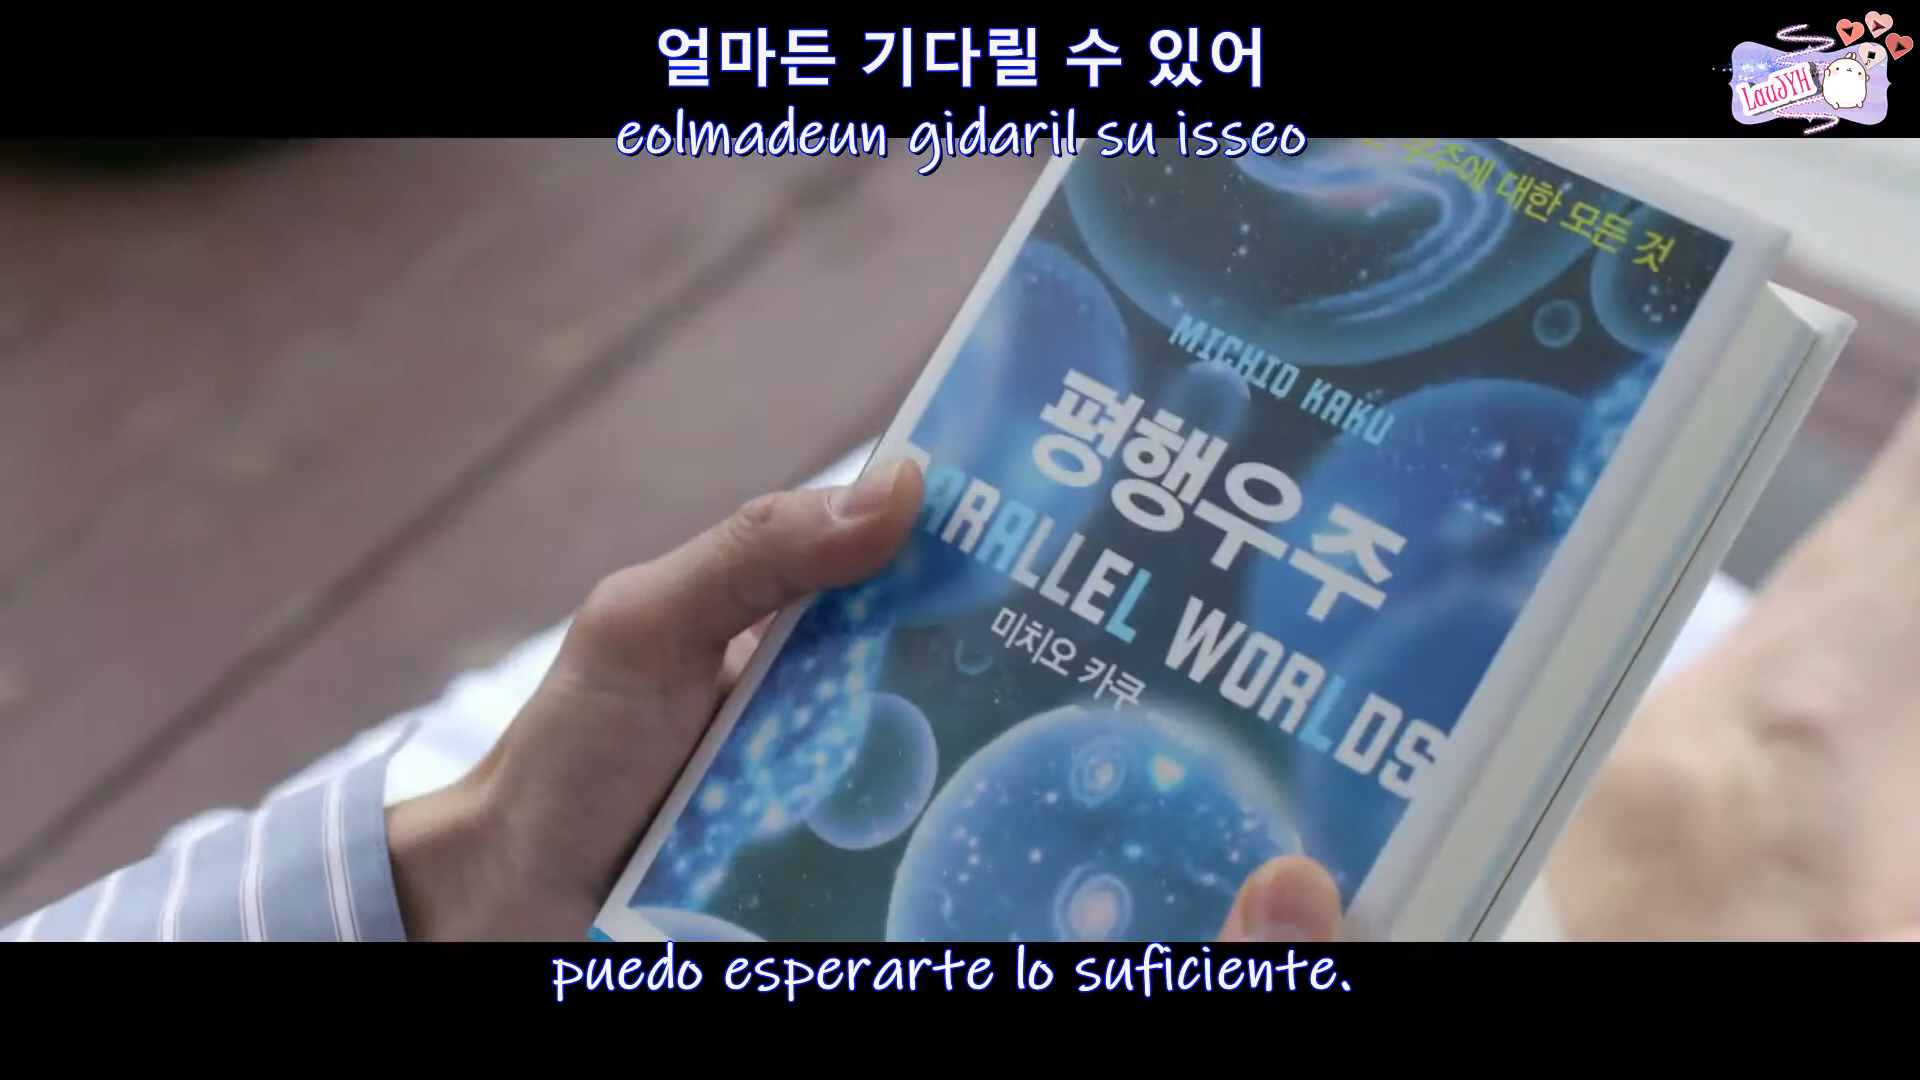 얼마든 기다릴 수 있어
LauJYH
eolmadeun gidaril su isseo
우주에 대한 모든 것
MICHIO KAKU
평행우주
PARALLEL WORLDS
미치오 카쿠
puedo esperarte lo suficiente.